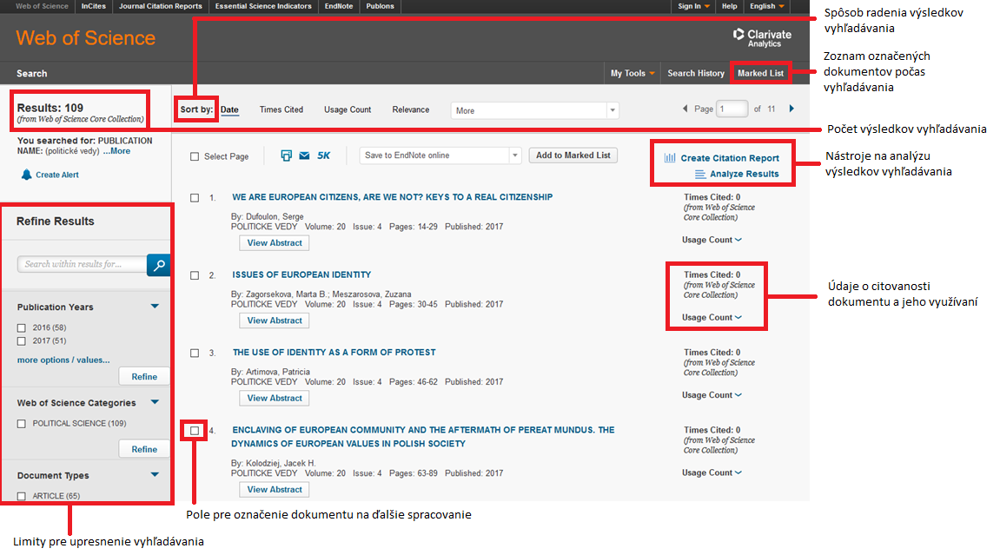 Web of Science InCites Journal Citation Reports Essential Science Indicators EndNote Publons Sign In Help English
Spôsob radenia výsledkov
vyhľadávania
Web of Science
Clarivate
Analytics
Zoznam označených
dokumentov počas
vyhľadávania
Search My Tools Search History Marked List
Results: 109
(from Web of Science Core Collection)
Sort by: Date Times Cited Usage Count Relevance More Page 1 of 11
Počet výsledkov vyhľadávania
You searched for: PUBLICATION
NAME: (politické vedy) ...More
Create Alert
Select Page 5K Save to EndNote online Add to Marked List
Create Citation Report
Analyze Results
Nástroje na analýzu
výsledkov vyhľadávania
Refine Results
Search within results for...
Publication Years
2016 (58)
2017 (51)
more options / values...
Refine
Web of Science Categories
POLITICAL SCIENCE (109)
Refine
Document Types
ARTICLE (65)
1. WE ARE EUROPEAN CITIZENS, ARE WE NOT? KEYS TO A REAL CITIZENSHIP
By: Dufoulon, Serge
POLITICKE VEDY Volume: 20 Issue: 4 Pages: 14-29 Published: 2017
View Abstract
Times Cited: 0
(from Web of Science
Core Collection)
Usage Count
2. ISSUES OF EUROPEAN IDENTITY
By: Zagorsekova, Marta B.; Meszarosova, Zuzana
POLITICKE VEDY Volume: 20 Issue: 4 Pages: 30-45 Published: 2017
View Abstract
Times Cited: 0
(from Web of Science
Core Collection)
Usage Count
Údaje o citovanosti
dokumentu a jeho využívaní
3. THE USE OF IDENTITY AS A FORM OF PROTEST
By: Artimova, Patricia
POLITICKE VEDY Volume: 20 Issue: 4 Pages: 46-62 Published: 2017
View Abstract
Times Cited: 0
(from Web of Science
Core Collection)
Usage Count
4. ENCLAVING OF EUROPEAN COMMUNITY AND THE AFTERMATH OF PEREAT MUNDUS. THE
DYNAMICS OF EUROPEAN VALUES IN POLISH SOCIETY
By: Kolodziej, Jacek H.
POLITICKE VEDY Volume: 20 Issue: 4 Pages: 63-89 Published: 2017
View Abstract
Times Cited: 0
(from Web of Science
Core Collection)
Usage Count
Pole pre označenie dokumentu na ďalšie spracovanie
Limity pre upresnenie vyhľadávania